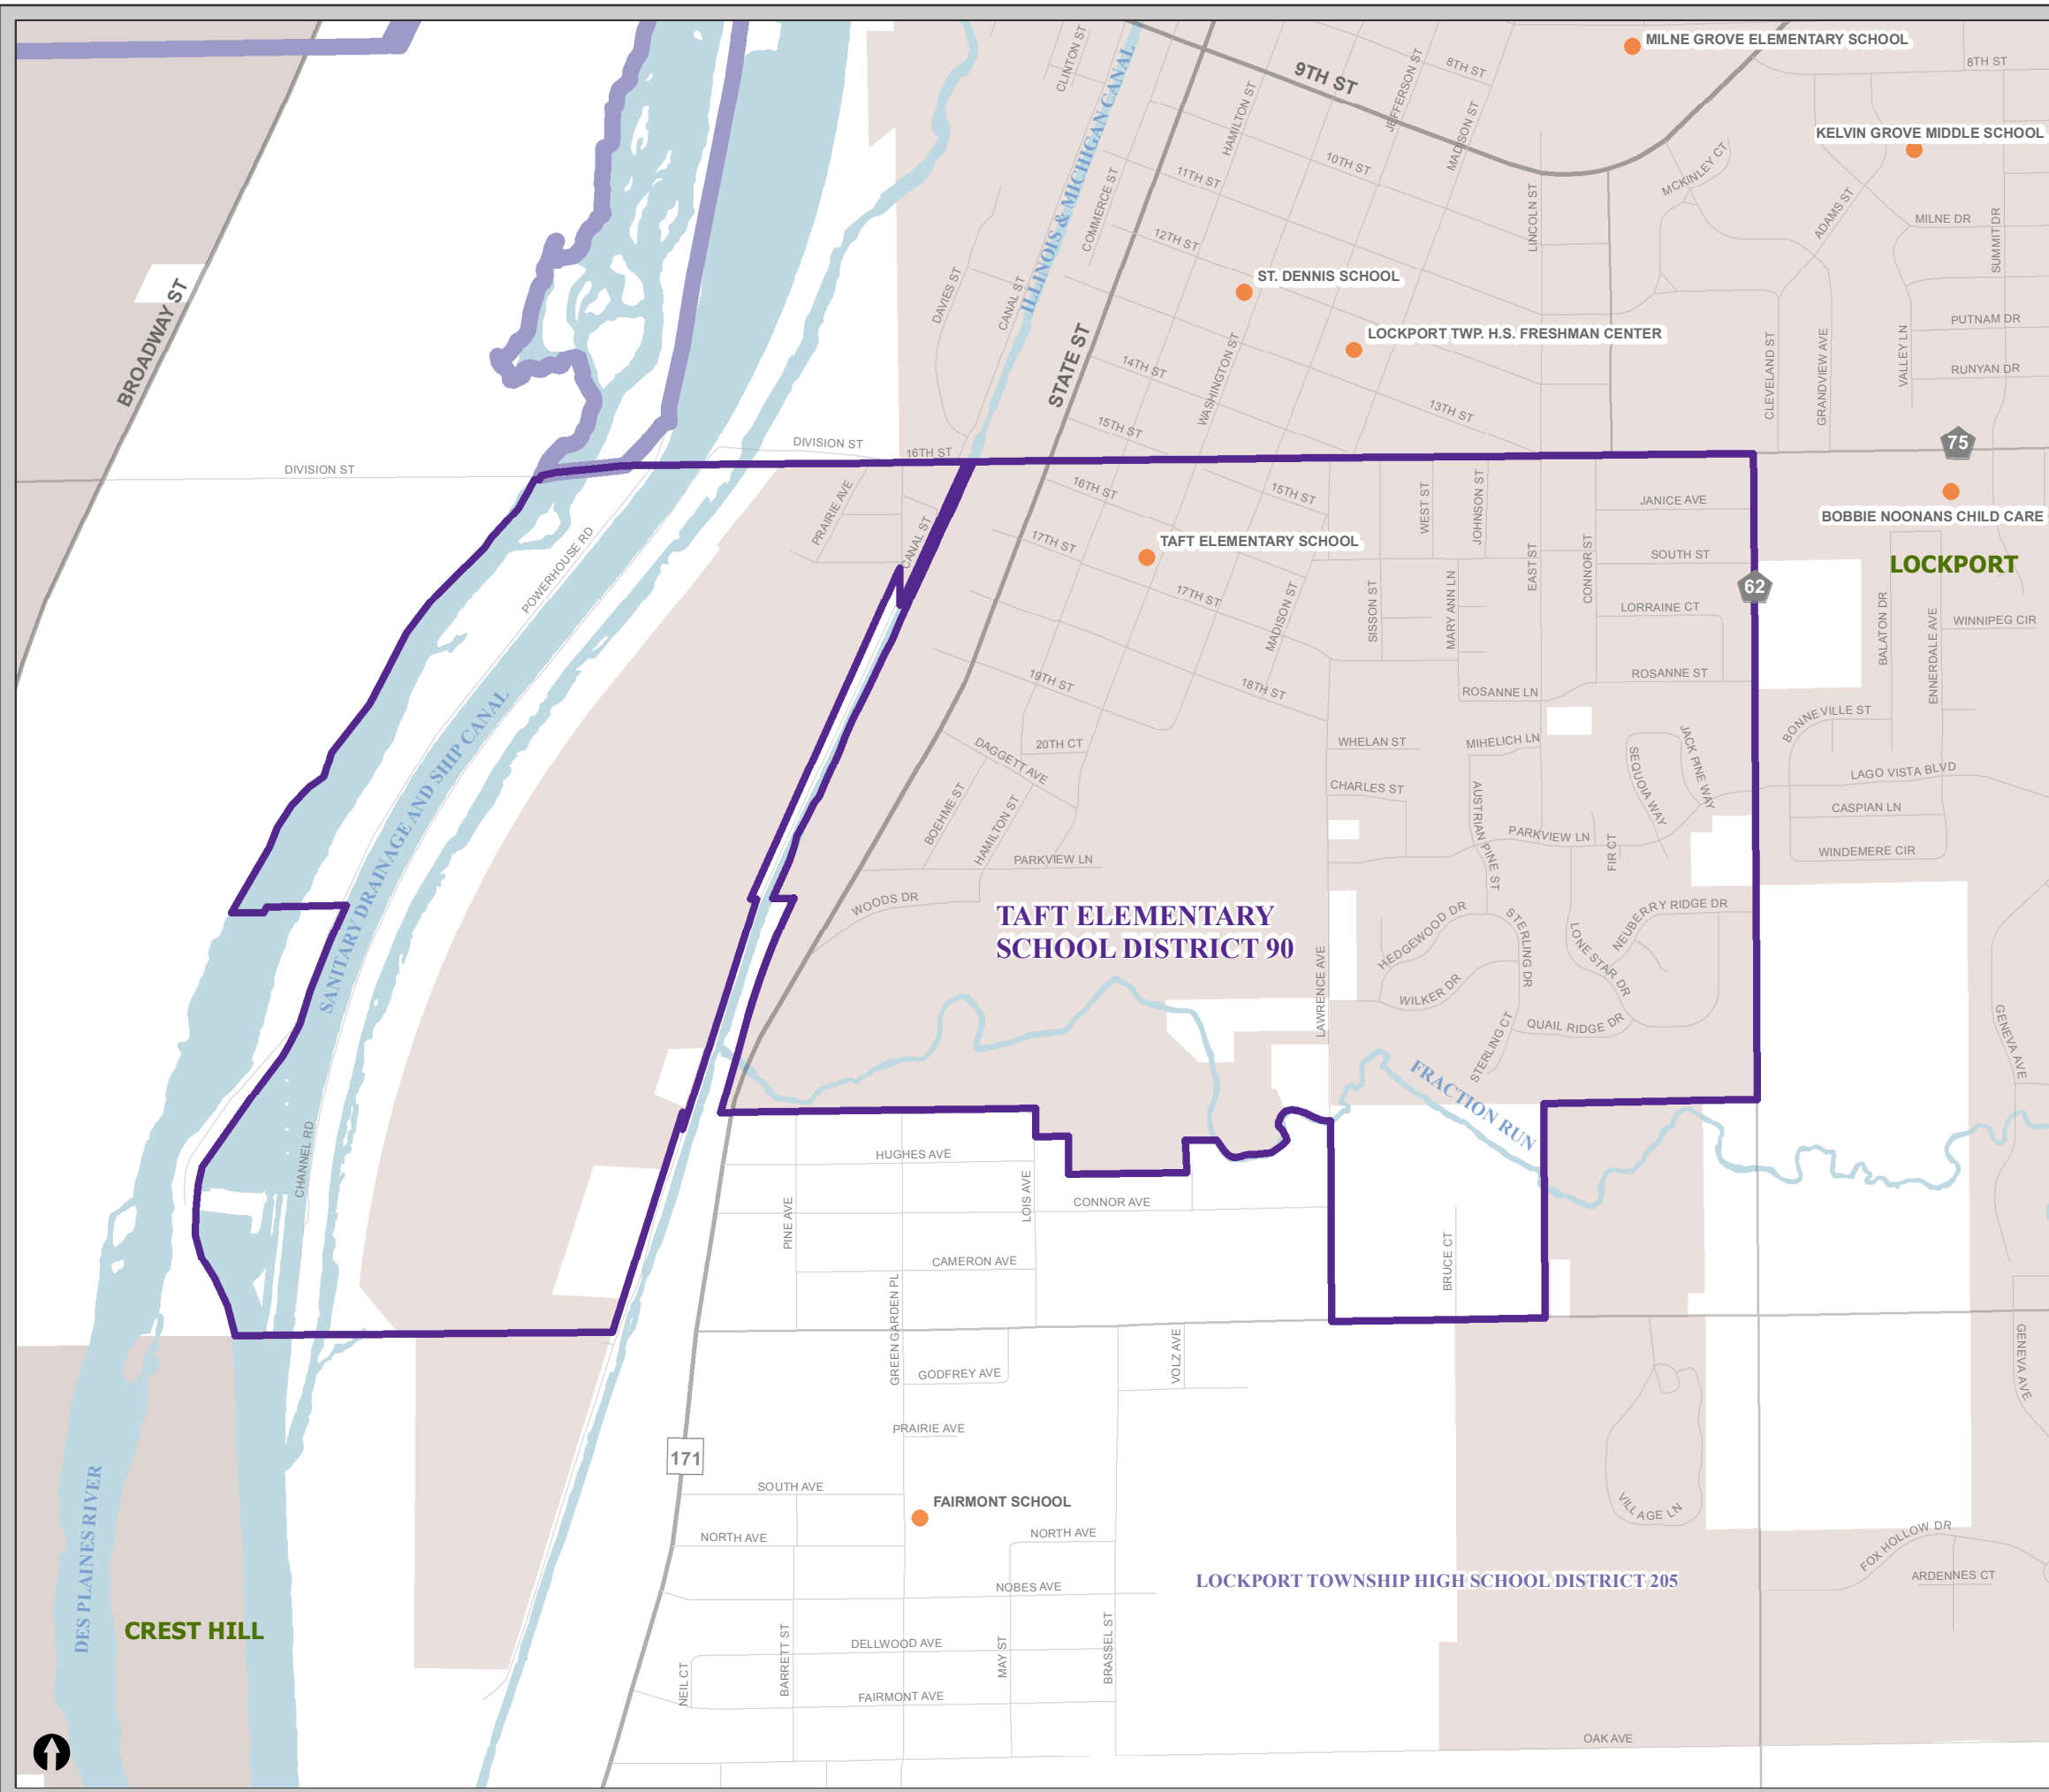 MILNE GROVE ELEMENTARY SCHOOL
CLINTON ST
9TH ST
JEFFERSON ST
8TH ST
8TH ST
HAMILTON ST
MADISON ST
KELVIN GROVE MIDDLE SCHOOL
ILLINOIS & MICHIGAN CANAL
10TH ST
11TH ST
MCKINLEY CT
COMMERCE ST
LINCOLN ST
ADAMS ST
MILNE DR
SUMMIT DR
12TH ST
ST. DENNIS SCHOOL
DAVIES ST
CANAL ST
BROADWAY ST
STATE ST
LOCKPORT TWP. H.S. FRESHMAN CENTER
PUTNAM DR
CLEVELAND ST
GRANDVIEW AVE
VALLEY LN
RUNYAN DR
14TH ST
WASHINGTON ST
13TH ST
15TH ST
DIVISION ST
16TH ST
75
DIVISION ST
16TH ST
15TH ST
WEST ST
JOHNSON ST
JANICE AVE
PRAIRIE AVE
CANAL ST
BOBBIE NOONANS CHILD CARE
POWERHOUSE RD
17TH ST
TAFT ELEMENTARY SCHOOL
SOUTH ST
EAST ST
CONNOR ST
LOCKPORT
62
17TH ST
MADISON ST
SISSON ST
MARY ANN LN
LORRAINE CT
BALATON DR
ENNERDALE AVE
WINNIPEG CIR
19TH ST
18TH ST
ROSANNE ST
ROSANNE LN
SANITARY DRAINAGE AND SHIP CANAL
BONNEVILLE ST
20TH CT
DAGGETT AVE
WHELAN ST
MIHELICH LN
SEQUOIA WAY
JACK PINE WAY
LAGO VISTA BLVD
BOEHME ST
HAMILTON ST
CHARLES ST
AUSTRIAN PINE ST
CASPIAN LN
PARKVIEW LN
FIR CT
WINDEMERE CIR
PARKVIEW LN
WOODS DR
TAFT ELEMENTARY
SCHOOL DISTRICT 90
HEDGEWOOD DR
STERLING DR
LONE STAR DR
NEUBERRY RIDGE DR
LAWRENCE AVE
WILKER DR
QUAIL RIDGE DR
STERLING CT
GENEVA AVE
FRACTION RUN
CHANNEL RD
HUGHES AVE
PINE AVE
LOIS AVE
CONNOR AVE
BRUCE CT
CAMERON AVE
GREEN GARDEN PL
VOLZ AVE
GENEVA AVE
GODFREY AVE
PRAIRIE AVE
171
SOUTH AVE
FAIRMONT SCHOOL
VILLAGE LN
NORTH AVE
NORTH AVE
FOX HOLLOW DR
DES PLAINES RIVER
NOBES AVE
LOCKPORT TOWNSHIP HIGH SCHOOL DISTRICT 205
ARDENNES CT
CREST HILL
BARRETT ST
DELLWOOD AVE
MAY ST
BRASSEL ST
NEIL CT
FAIRMONT AVE
OAK AVE